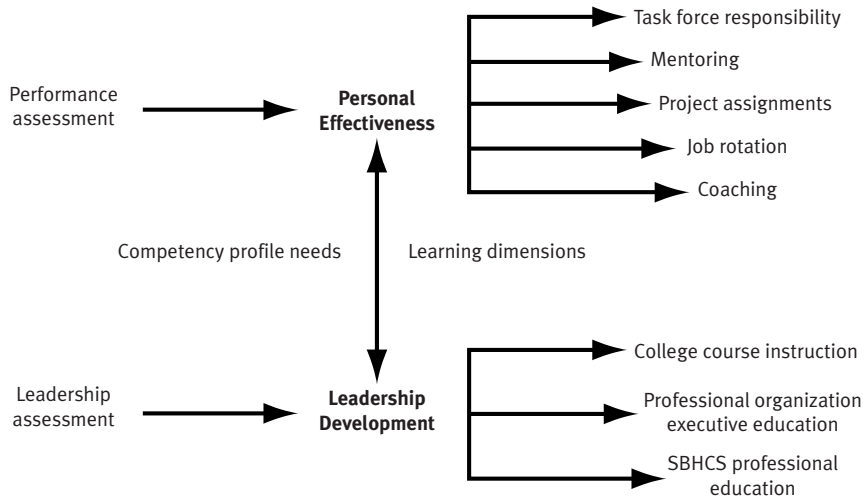 Task force responsibility
Mentoring
Performance
assessment
Personal
Effectiveness
Project assignments
Job rotation
Coaching
Competency profile needs
Learning dimensions
College course instruction
Leadership
assessment
Leadership
Development
Professional organization
executive education
SBHCS professional
education